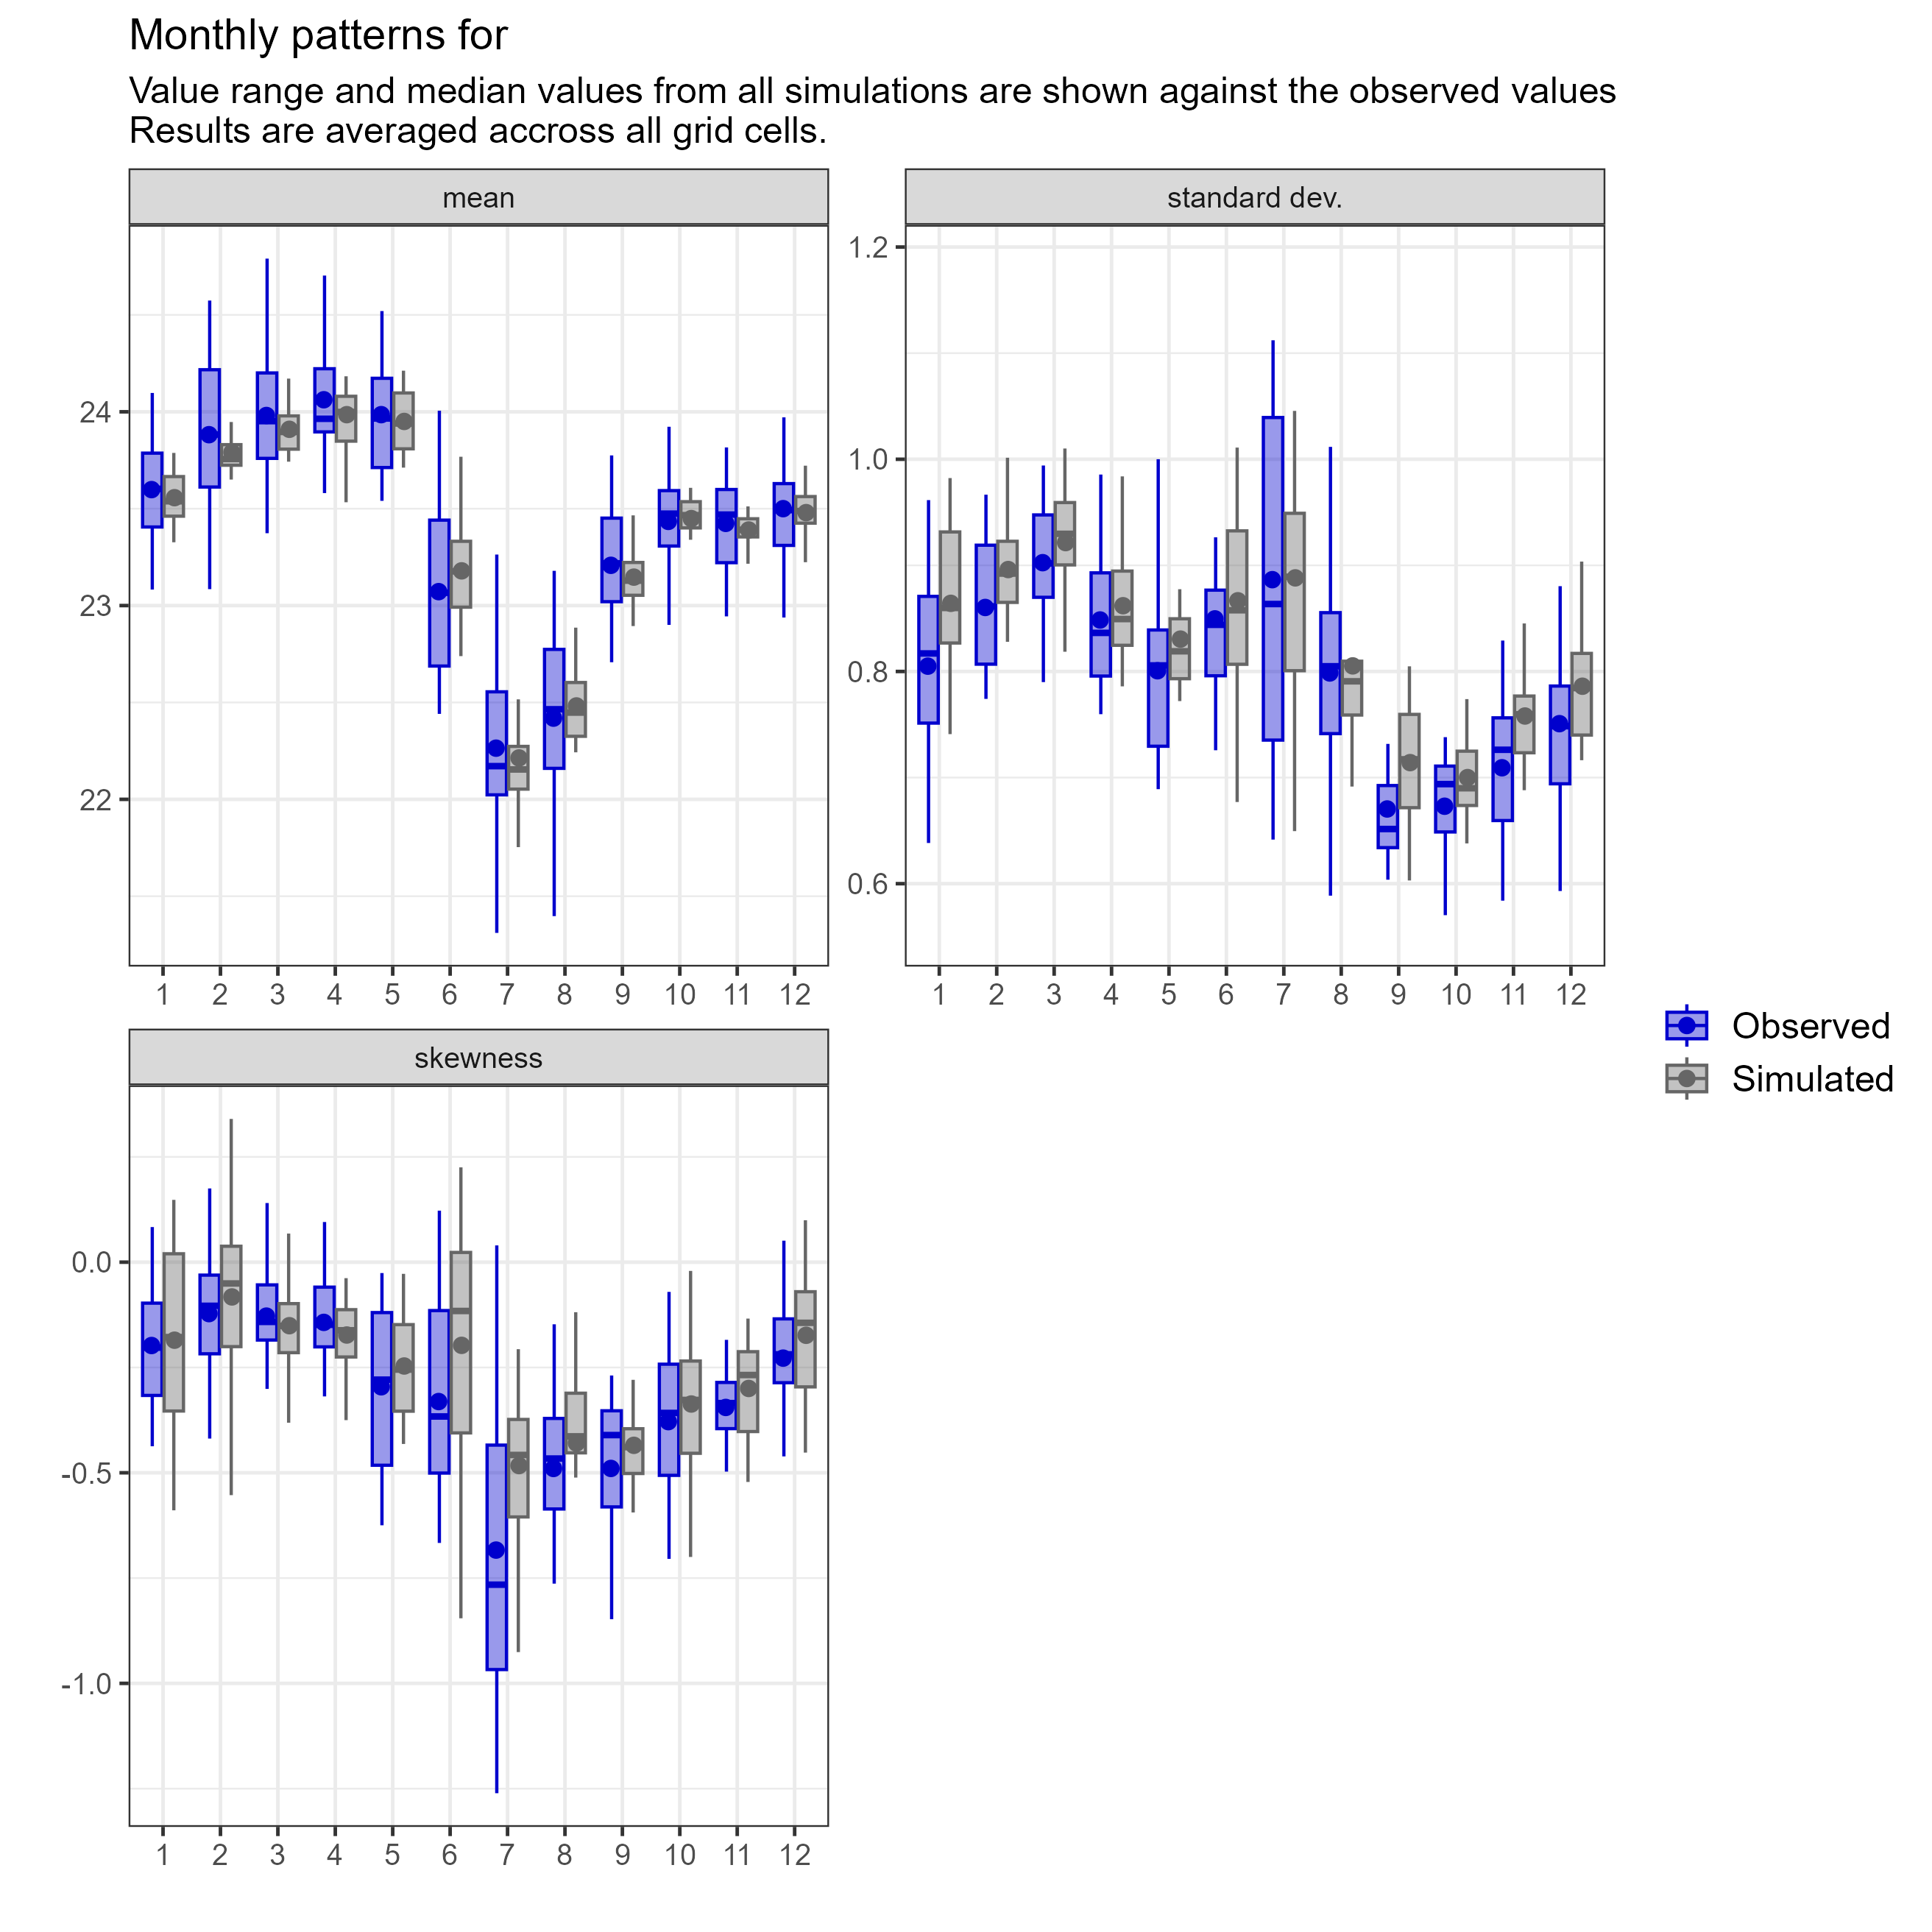 Monthly patterns for
Value range and median values from all simulations are shown against the observed values
Results are averaged accross all grid cells.
mean
24
23
22
1 2 3 4 5 6 7 8 9 10 11 12
standard dev.
1.2
1.0
0.8
0.6
1 2 3 4 5 6 7 8 9 10 11 12
skewness
0.0
-0.5
-1.0
1 2 3 4 5 6 7 8 9 10 11 12
Observed
Simulated